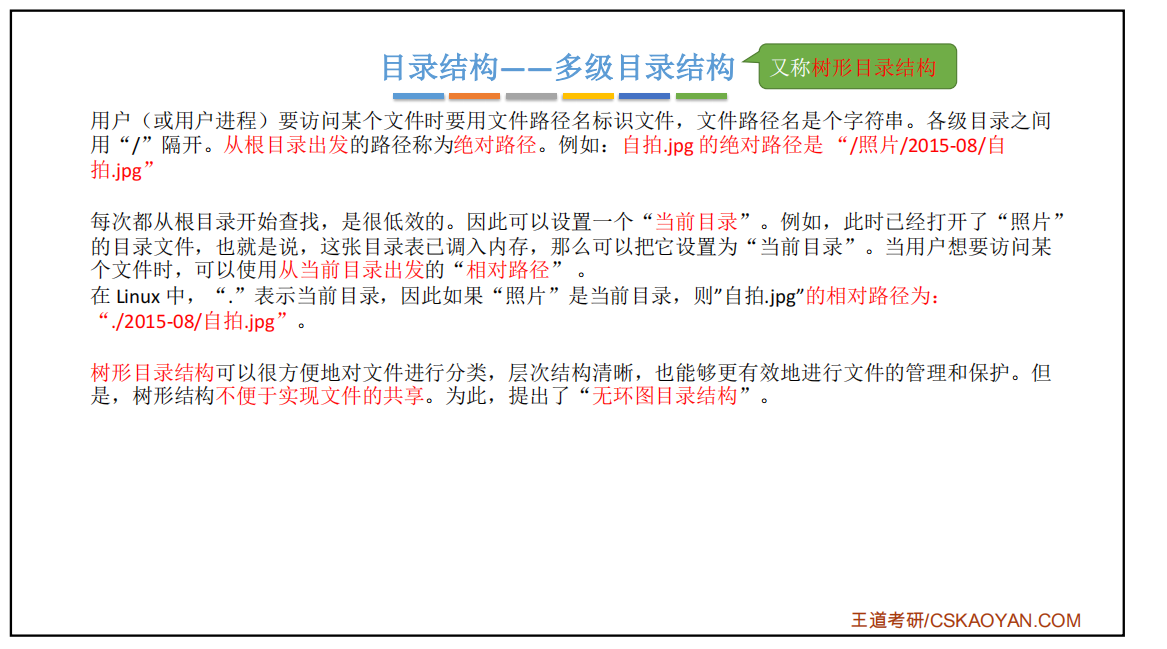 目录结构——多级目录结构
又称树形目录结构
用户（或用户进程）要访问某个文件时要用文件路径名标识文件，文件路径名是个字符串。各级目录之间
用“/”隔开。从根目录出发的路径称为绝对路径。例如：自拍.jpg 的绝对路径是 “/照片/2015-08/自
拍.jpg”
每次都从根目录开始查找，是很低效的。因此可以设置一个“当前目录”。例如，此时已经打开了“照片”
的目录文件，也就是说，这张目录表已调入内存，那么可以把它设置为“当前目录”。当用户想要访问某
个文件时，可以使用从当前目录出发的“相对路径” 。
在 Linux 中，“.”表示当前目录，因此如果“照片”是当前目录，则”自拍.jpg”的相对路径为：
“./2015-08/自拍.jpg”。
树形目录结构可以很方便地对文件进行分类，层次结构清晰，也能够更有效地进行文件的管理和保护。但
是，树形结构不便于实现文件的共享。为此，提出了“无环图目录结构”。
王道考研/CSKAOYAN.COM